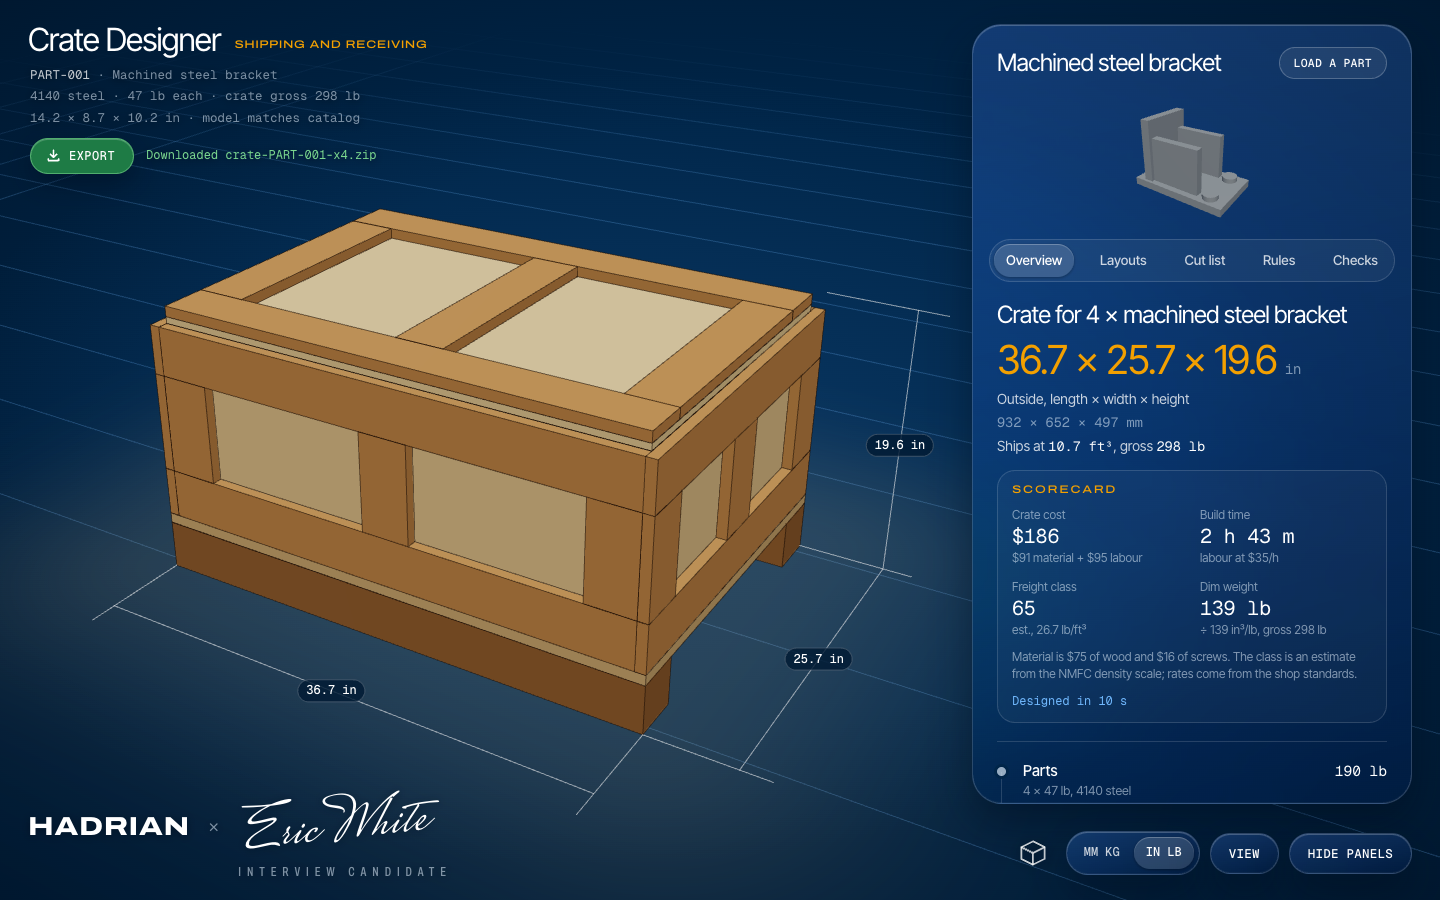 Crate Designer SHIPPING AND RECEIVING
PART-001 · Machined steel bracket
4140 steel · 47 lb each · crate gross 298 lb
14.2 × 8.7 × 10.2 in · model matches catalog
EXPORT Downloaded crate-PART-001-x4.zip
19.6 in
25.7 in
36.7 in
HADRIAN × Eric White
INTERVIEW CANDIDATE
Machined steel bracket LOAD A PART
Overview Layouts Cut list Rules Checks
Crate for 4 × machined steel bracket
36.7 × 25.7 × 19.6 in
Outside, length × width × height
932 × 652 × 497 mm
Ships at 10.7 ft³, gross 298 lb
SCORECARD
Crate cost Build time
$186 2 h 43 m
$91 material + $95 labour labour at $35/h
Freight class Dim weight
65 139 lb
est., 26.7 lb/ft³ ÷ 139 in³/lb, gross 298 lb
Material is $75 of wood and $16 of screws. The class is an estimate
from the NMFC density scale; rates come from the shop standards.
Designed in 10 s
Parts 190 lb
4 × 47 lb, 4140 steel
MM KG IN LB VIEW HIDE PANELS